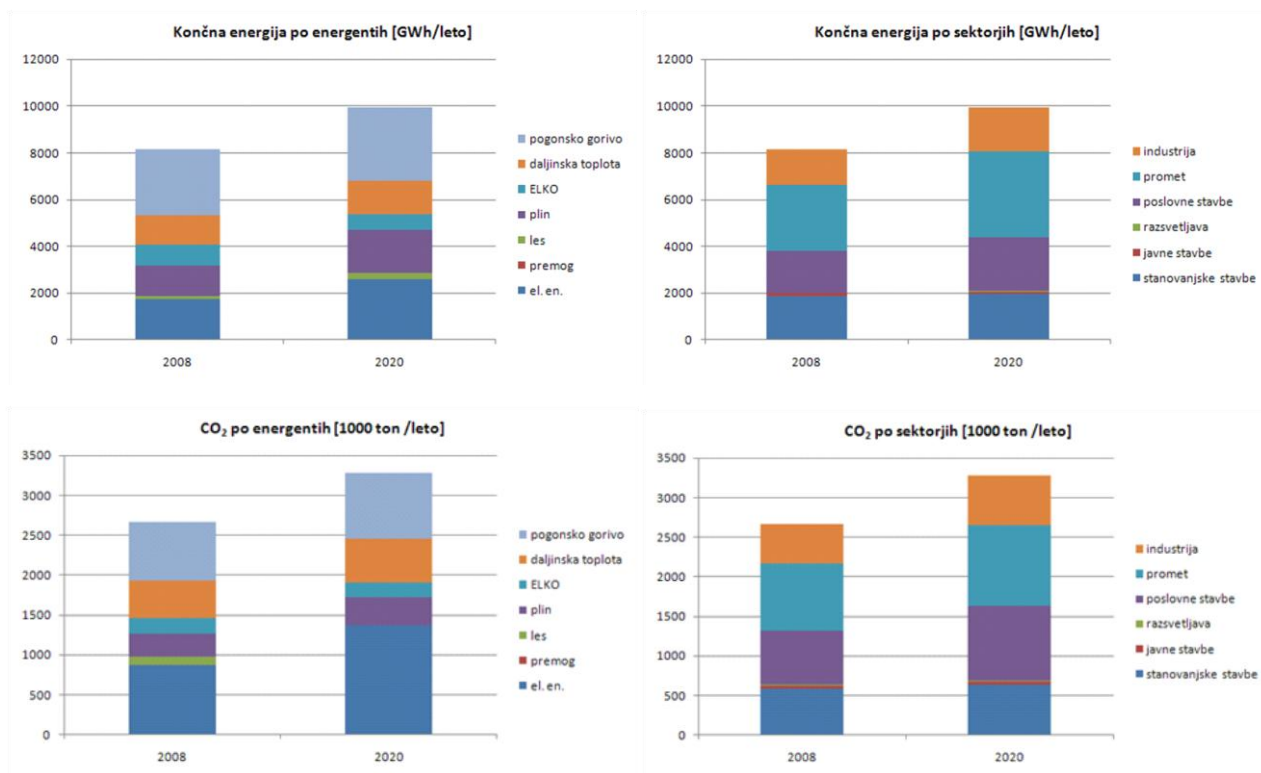 Končna energija po energentih [GWh/leto]
12000
10000
8000
6000
4000
2000
0
2008
2020
pogonsko gorivo
daljinska toplota
ELKO
plin
les
premog
el. en.
Končna energija po sektorjih [GWh/leto]
12000
10000
8000
6000
4000
2000
0
2008
2020
industrija
promet
poslovne stavbe
razsvetljava
javne stavbe
stanovanjske stavbe
CO₂ po energentih [1000 ton /leto]
3500
3000
2500
2000
1500
1000
500
0
2008
2020
pogonsko gorivo
daljinska toplota
ELKO
plin
les
premog
el. en.
CO₂ po sektorjih [1000 ton /leto]
3500
3000
2500
2000
1500
1000
500
0
2008
2020
industrija
promet
poslovne stavbe
razsvetljava
javne stavbe
stanovanjske stavbe